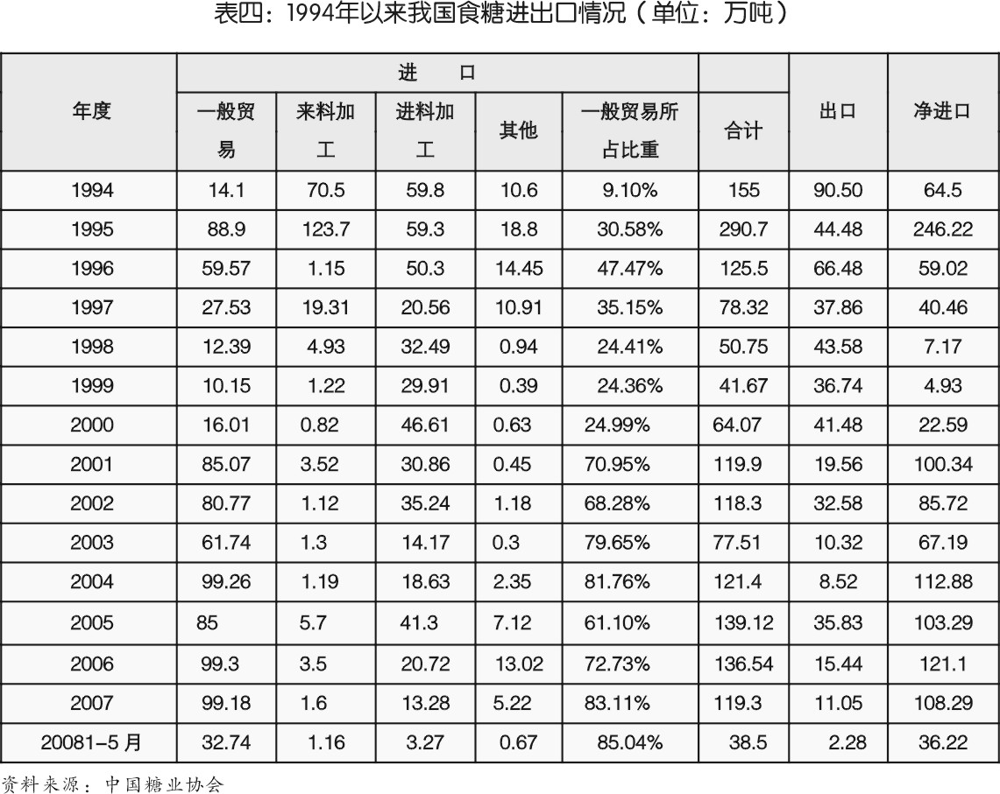 表四：1994年以来我国食糖进出口情况（单位：万吨）
年度 进 口 出口 净进口
一般贸易 来料加工 进料加工 其他 一般贸易所占比重 合计
1994 14.1 70.5 59.8 10.6 9.10% 155 90.50 64.5
1995 88.9 123.7 59.3 18.8 30.58% 290.7 44.48 246.22
1996 59.57 1.15 50.3 14.45 47.47% 125.5 66.48 59.02
1997 27.53 19.31 20.56 10.91 35.15% 78.32 37.86 40.46
1998 12.39 4.93 32.49 0.94 24.41% 50.75 43.58 7.17
1999 10.15 1.22 29.91 0.39 24.36% 41.67 36.74 4.93
2000 16.01 0.82 46.61 0.63 24.99% 64.07 41.48 22.59
2001 85.07 3.52 30.86 0.45 70.95% 119.9 19.56 100.34
2002 80.77 1.12 35.24 1.18 68.28% 118.3 32.58 85.72
2003 61.74 1.3 14.17 0.3 79.65% 77.51 10.32 67.19
2004 99.26 1.19 18.63 2.35 81.76% 121.4 8.52 112.88
2005 85 5.7 41.3 7.12 61.10% 139.12 35.83 103.29
2006 99.3 3.5 20.72 13.02 72.73% 136.54 15.44 121.1
2007 99.18 1.6 13.28 5.22 83.11% 119.3 11.05 108.29
20081-5 月 32.74 1.16 3.27 0.67 85.04% 38.5 2.28 36.22
资料来源：中国糖业协会